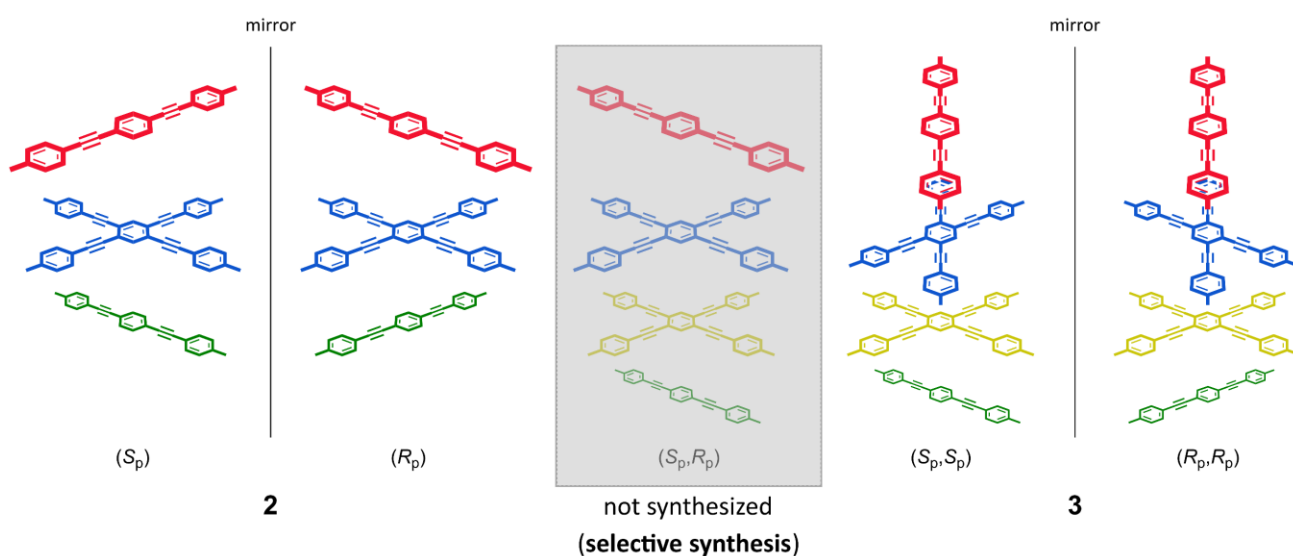 mirror
mirror
(Sp)
(Rp)
(Sp,Rp)
(Sp,Sp)
(Rp,Rp)
2
not synthesized
3
(selective synthesis)